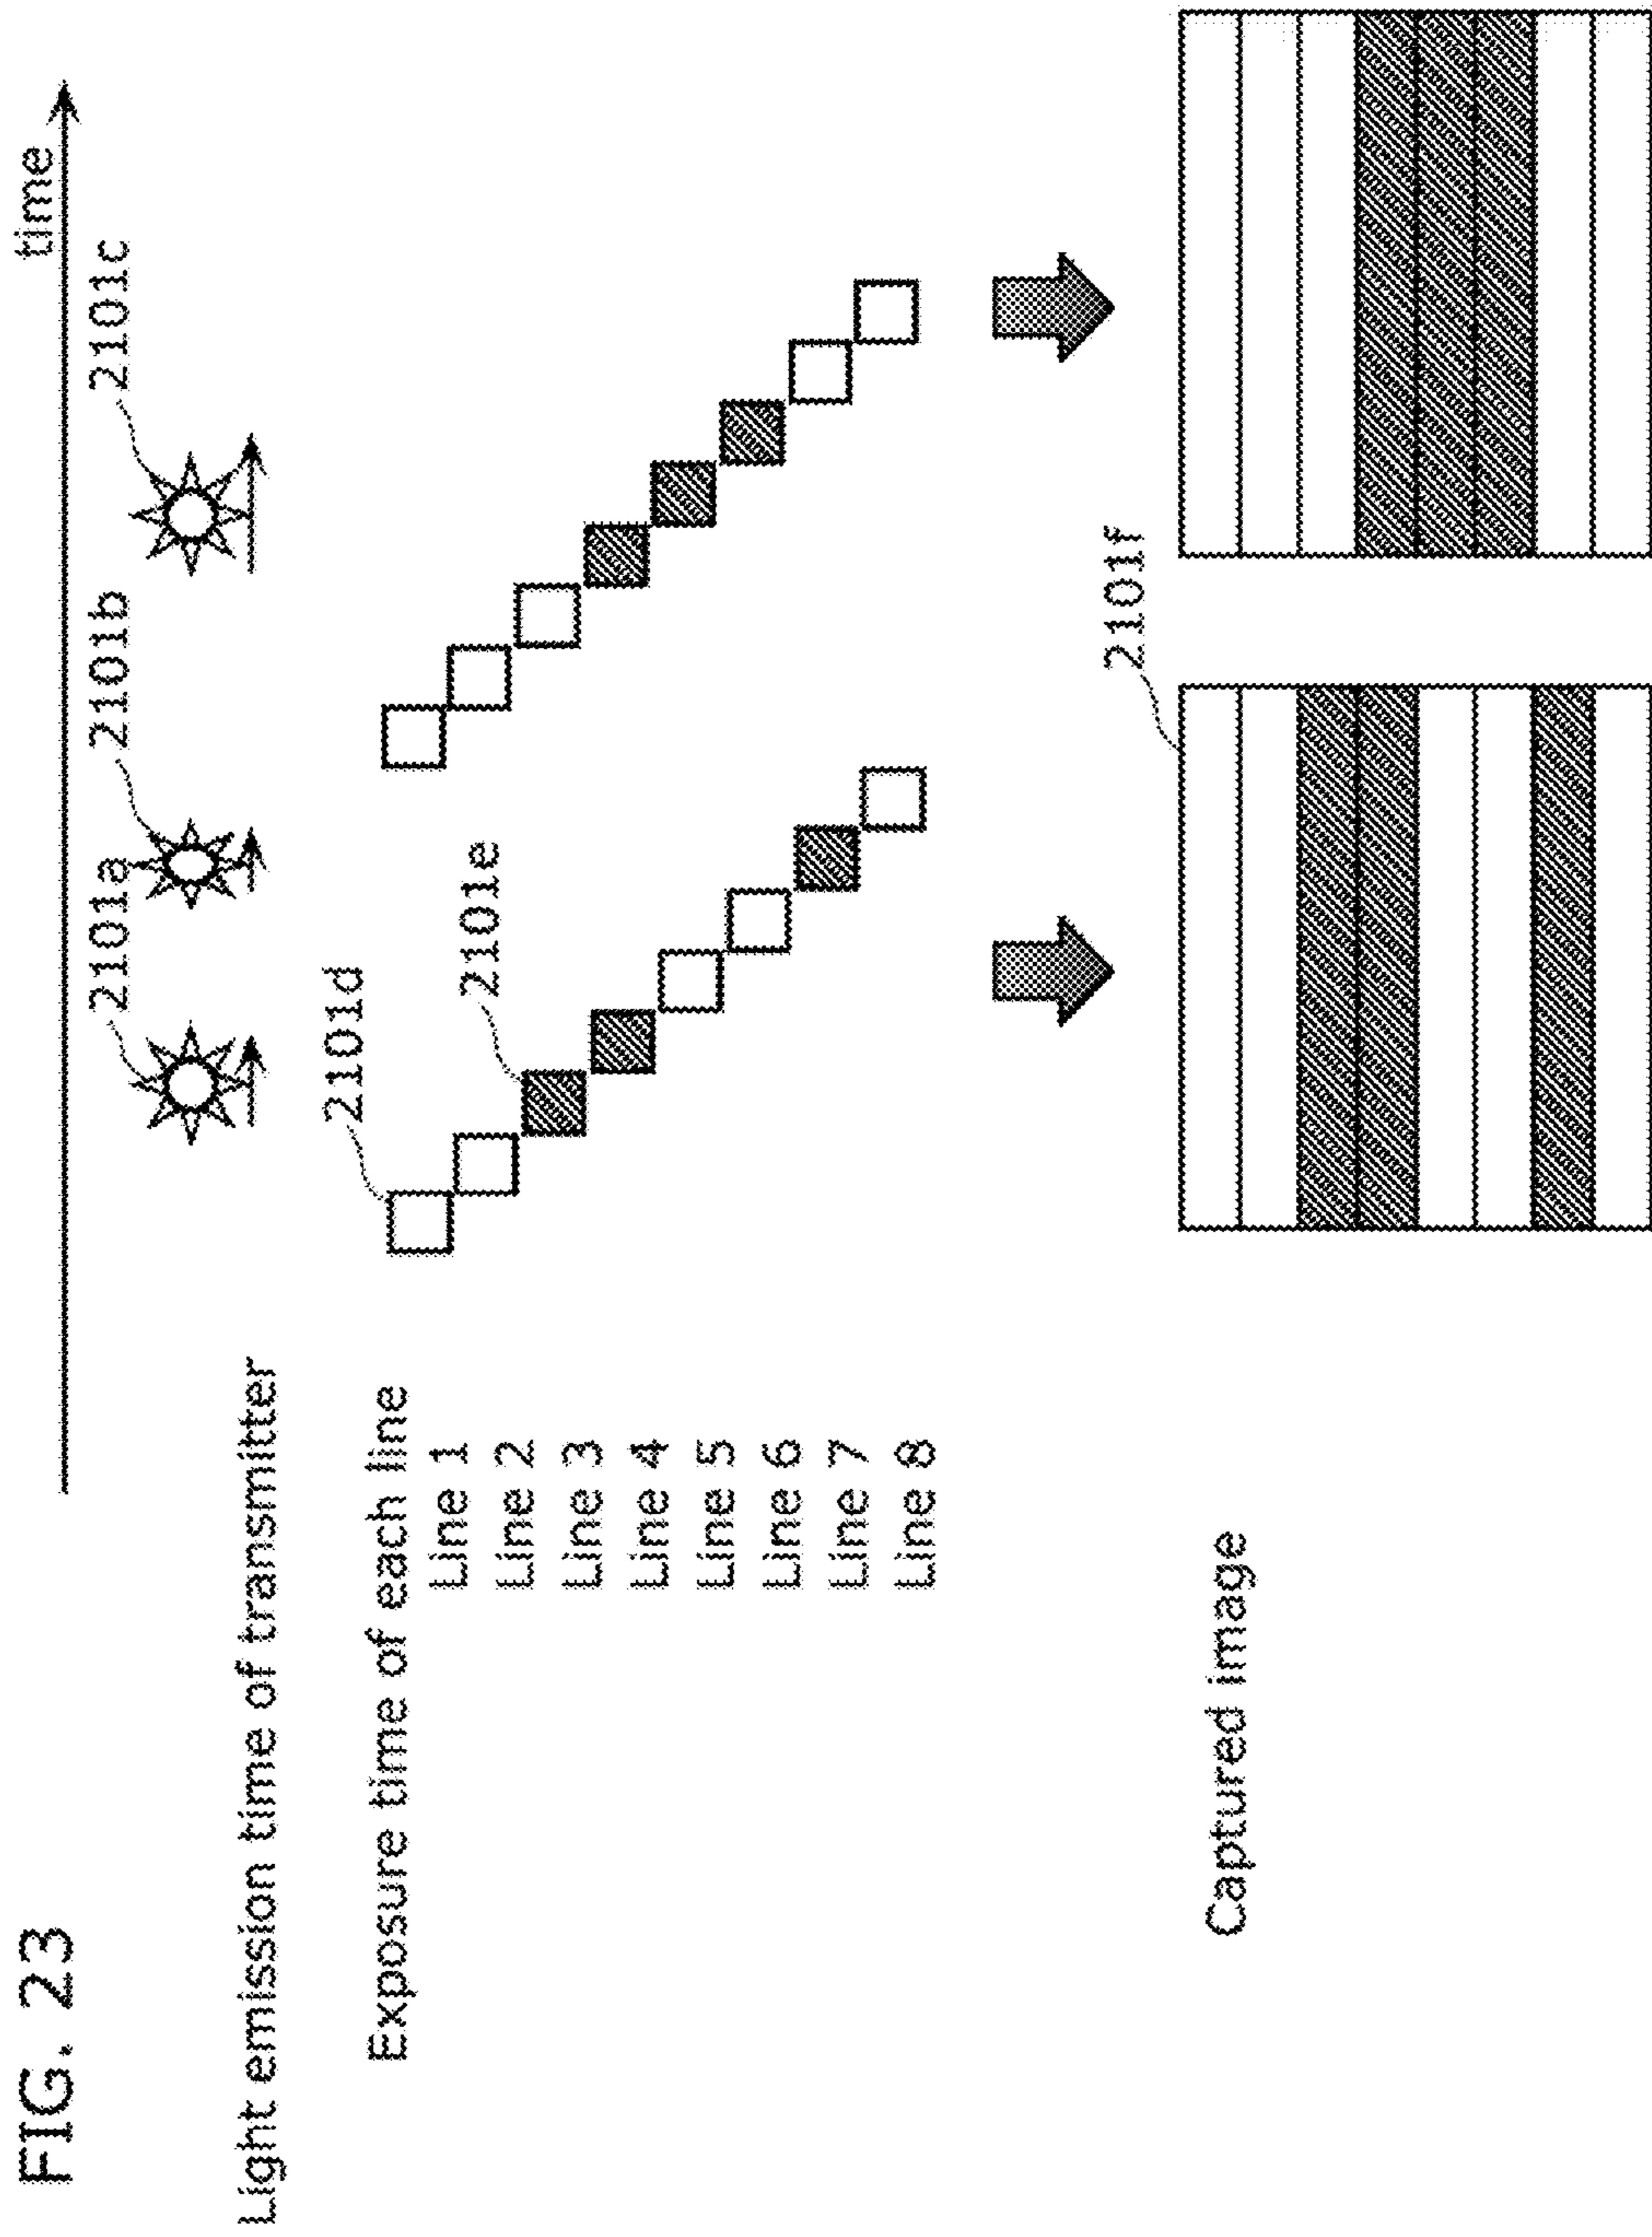 FIG. 23
time
Light emission time of transmitter
2101a
2101b
2101c
Exposure time of each line
2101d
2101e
Line 1
Line 2
Line 3
Line 4
Line 5
Line 6
Line 7
Line 8
Captured image
2101f